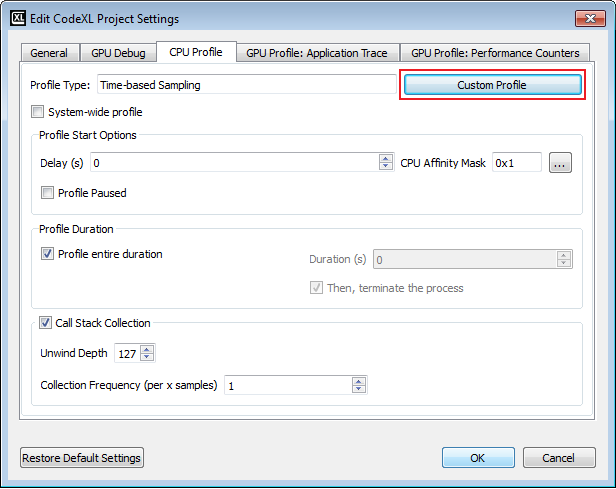 XL Edit CodeXL Project Settings
General GPU Debug CPU Profile GPU Profile: Application Trace GPU Profile: Performance Counters
Profile Type: Time-based Sampling Custom Profile
System-wide profile
Profile Start Options
Delay (s) 0 CPU Affinity Mask 0x1 ...
Profile Paused
Profile Duration
Profile entire duration Duration (s) 0
Then, terminate the process
Call Stack Collection
Unwind Depth 127
Collection Frequency (per x samples) 1
Restore Default Settings OK Cancel